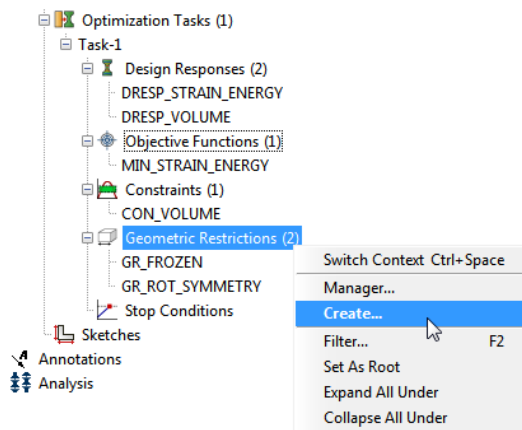 Optimization Tasks (1)
Task-1
Design Responses (2)
DRESP_STRAIN_ENERGY
DRESP_VOLUME
Objective Functions (1)
MIN_STRAIN_ENERGY
Constraints (1)
CON_VOLUME
Geometric Restrictions (2)
GR_FROZEN
GR_ROT_SYMMETRY
Stop Conditions
Sketches
Annotations
Analysis
Switch Context Ctrl+Space
Manager...
Create...
Filter... F2
Set As Root
Expand All Under
Collapse All Under